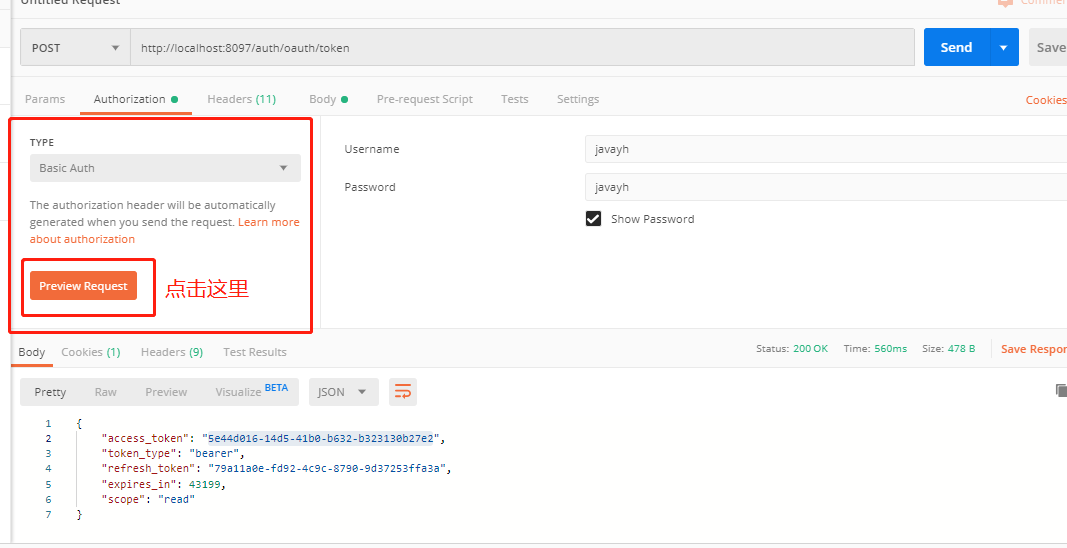 Untitled Request
Comme
POST http://localhost:8097/auth/oauth/token Send Save
Params Authorization Headers (11) Body Pre-request Script Tests Settings Cookies
TYPE
Basic Auth
The authorization header will be automatically
generated when you send the request. Learn more
about authorization
Preview Request
点击这里
Username javayh
Password javayh
Show Password
Body Cookies (1) Headers (9) Test Results Status: 200 OK Time: 560ms Size: 478 B Save Respon
Pretty Raw Preview Visualize BETA JSON
1 {
2 "access_token": "5e44d016-14d5-41b0-b632-b323130b27e2",
3 "token_type": "bearer",
4 "refresh_token": "79a11a0e-fd92-4c9c-8790-9d37253ffa3a",
5 "expires_in": 43199,
6 "scope": "read"
7 }